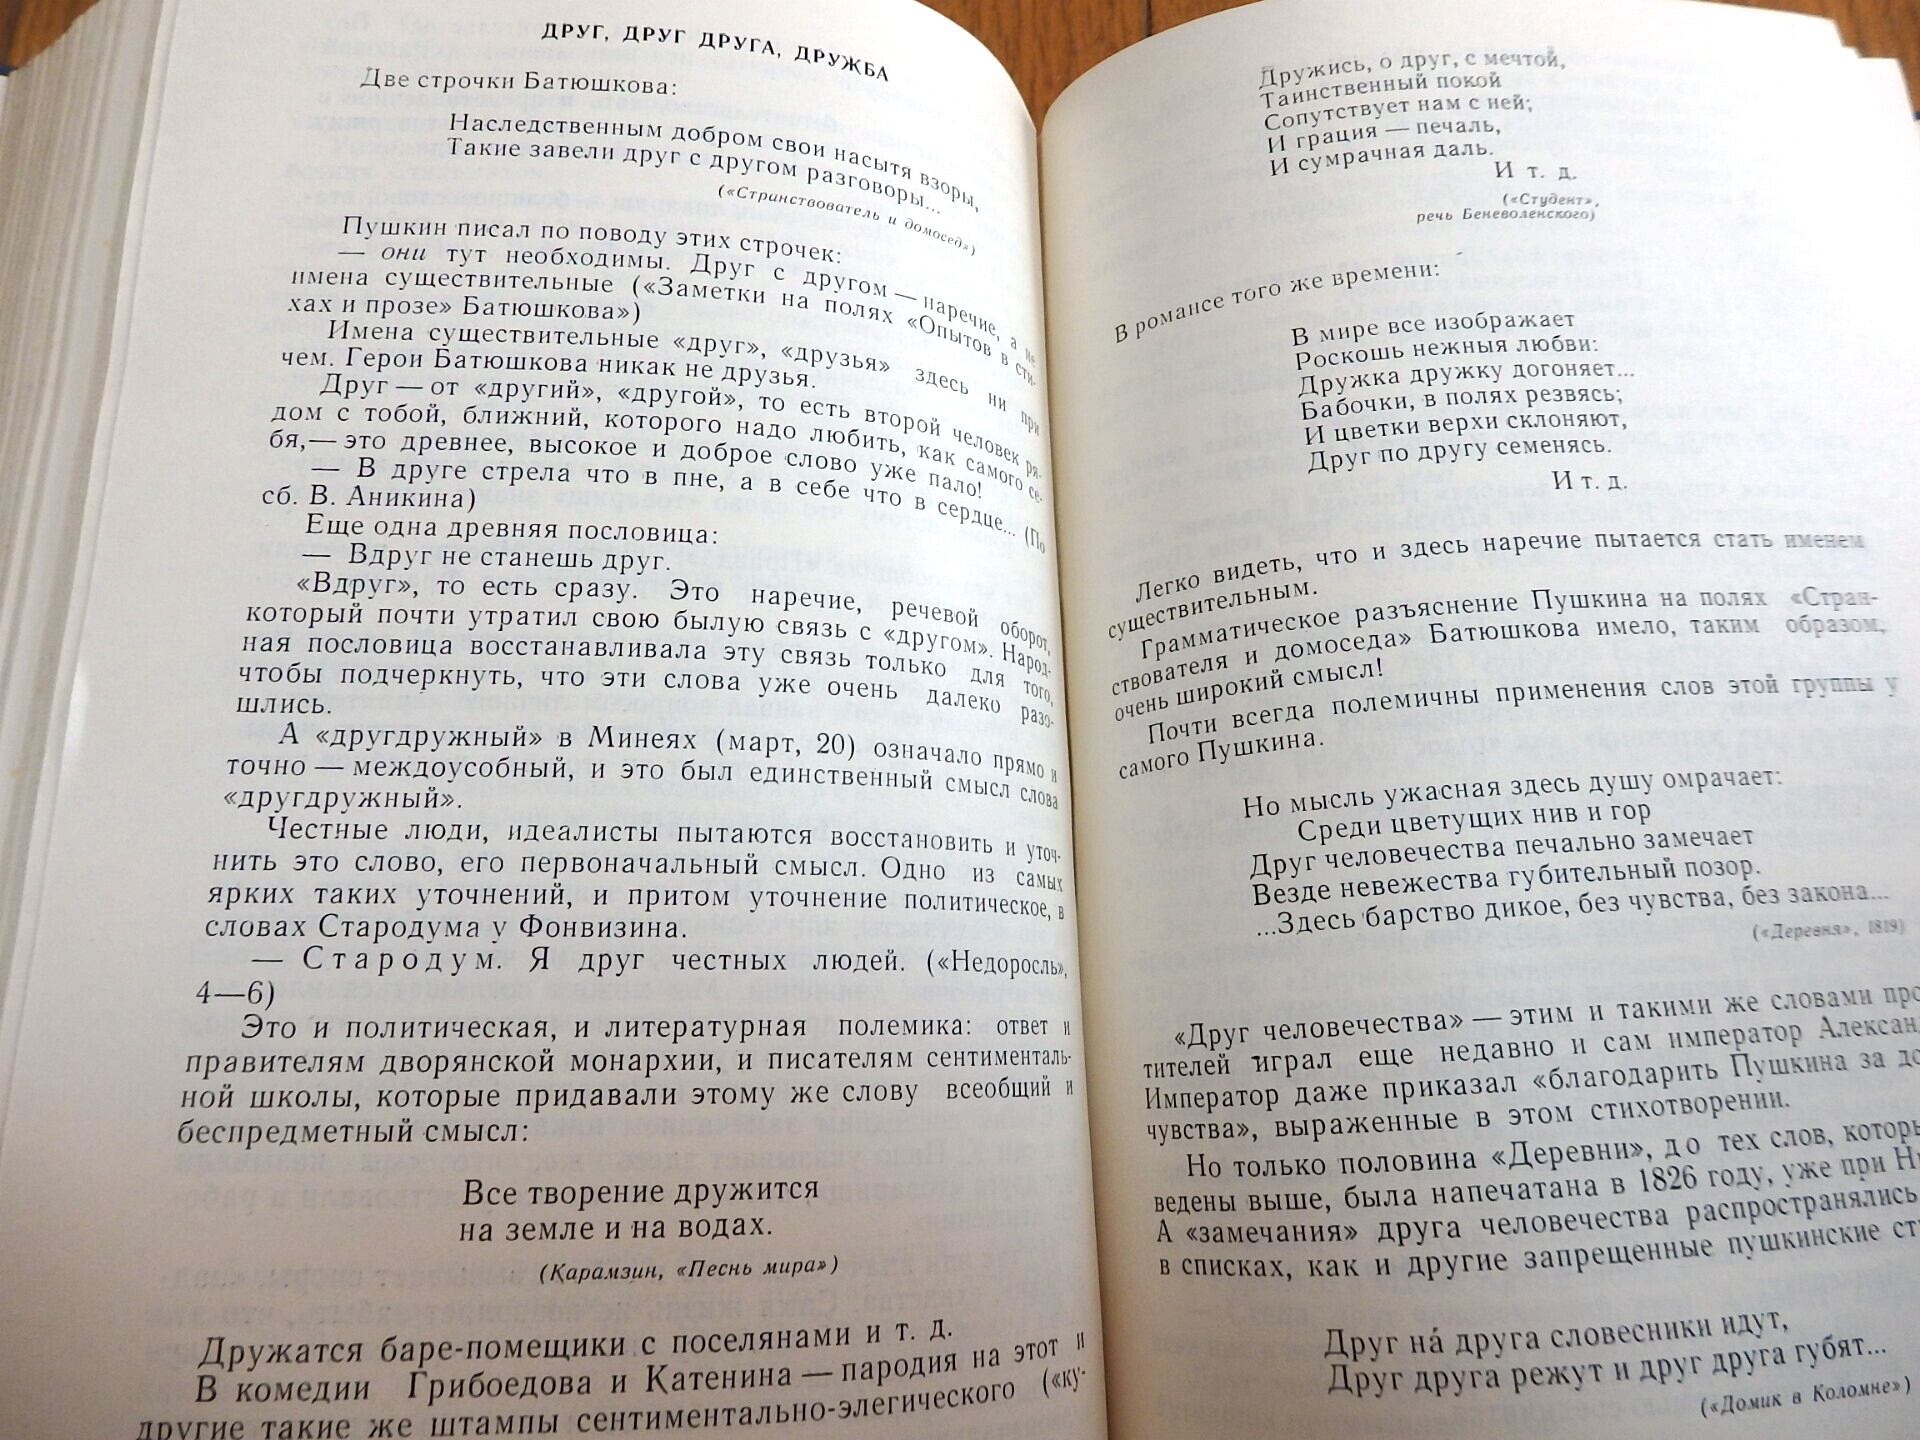 ДРУГ, ДРУГ ДРУГА, ДРУЖБА
Две строчки Батюшкова:
Наследственным добром свои насытя взоры,
Такие завели друг с другом разговоры...
(«Странствователь и домосед»)
Пушкин писал по поводу этих строчек:
— они тут необходимы. Друг с другом — наречие, а не
имена существительные («Заметки на полях «Опытов в сти-
хах и прозе» Батюшкова»)
Имена существительные «друг», «друзья» здесь ни при
чем. Герои Батюшкова никак не друзья.
Друг — от «другий», «другой», то есть второй человек ря-
дом с тобой, ближний, которого надо любить, как самого се-
бя,— это древнее, высокое и доброе слово уже пало!
— В друге стрела что в пне, а в себе что в сердце... (По
сб. В. Аникина)
Еще одна древняя пословица:
— Вдруг не станешь друг.
«Вдруг», то есть сразу. Это наречие, речевой оборот,
который почти утратил свою былую связь с «другом». Народ-
ная пословица восстанавливала эту связь только для того,
чтобы подчеркнуть, что эти слова уже очень далеко разо-
шлись.
А «другдружный» в Минеях (март, 20) означало прямо и
точно — междоусобный, и это был единственный смысл слова
«другдружный».
Честные люди, идеалисты пытаются восстановить и уточ-
нить это слово, его первоначальный смысл. Одно из самых
ярких таких уточнений, и притом уточнение политическое, в
словах Стародума у Фонвизина.
— Стародум. Я друг честных людей. («Недоросль»,
4—6)
Это и политическая, и литературная полемика: ответ и
правителям дворянской монархии, и писателям сентименталь-
ной школы, которые придавали этому же слову всеобщий и
беспредметный смысл:
Все творение дружится
на земле и на водах.
(Карамзин, «Песнь мира»)
Дружатся баре-помещики с поселянами и т. д.
В комедии Грибоедова и Катенина — пародия на этот и
другие такие же штампы сентиментально-элегического («ку-
Дружись, о друг, с мечтой,
Таинственный покой
Сопутствует нам с ней;
И грация — печаль,
И сумрачная даль.
И т. д.
(«Студент»,
речь Беневоленского)
В романсе того же времени:
В мире все изображает
Роскошь нежныя любви:
Дружка дружку догоняет...
Бабочки, в полях резвясь;
И цветки верхи склоняют,
Друг по другу семенясь.
И т. д.
Легко видеть, что и здесь наречие пытается стать именем
существительным.
Грамматическое разъяснение Пушкина на полях «Стран-
ствователя и домоседа» Батюшкова имело, таким образом,
очень широкий смысл!
Почти всегда полемичны применения слов этой группы у
самого Пушкина.
Но мысль ужасная здесь душу омрачает:
Среди цветущих нив и гор
Друг человечества печально замечает
Везде невежества губительный позор.
...Здесь барство дикое, без чувства, без закона...
(«Деревня», 1819)
«Друг человечества» — этим и такими же словами про
тителей играл еще недавно и сам император Алексан
Император даже приказал «благодарить Пушкина за до
чувства», выраженные в этом стихотворении.
Но только половина «Деревни», до тех слов, которы
ведены выше, была напечатана в 1826 году, уже при Ни
А «замечания» друга человечества распространялись
в списках, как и другие запрещенные пушкинские ст
Друг на́ друга словесники идут,
Друг друга режут и друг друга губят...
(«Домик в Коломне»)